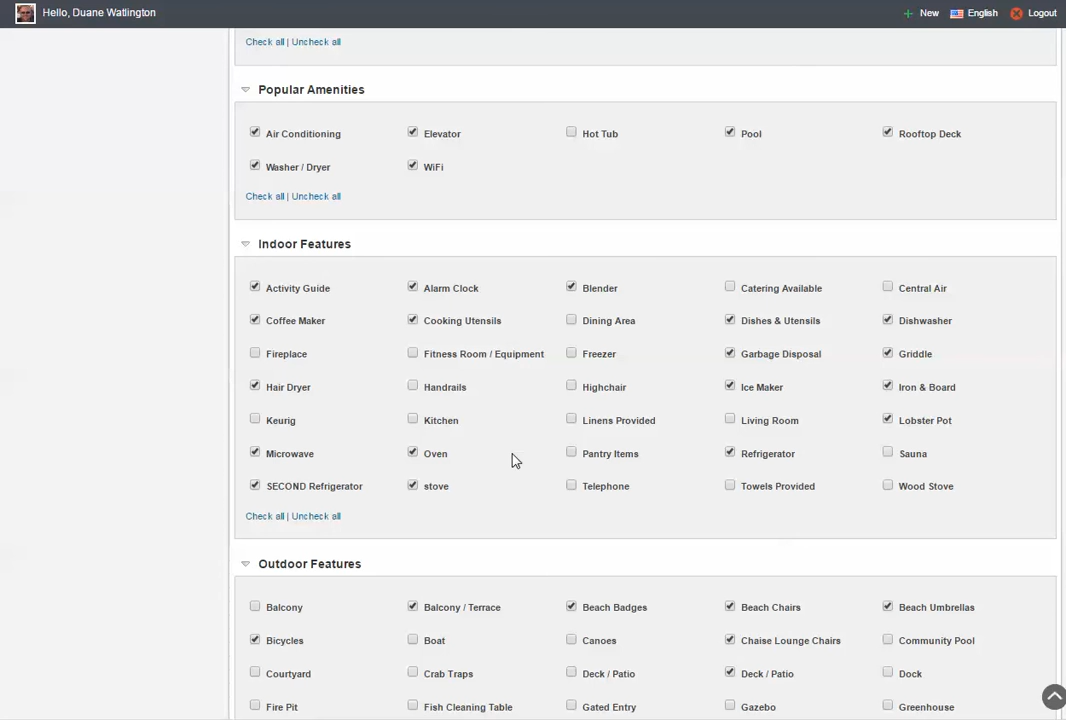 Hello, Duane Watlington
New English Logout
Check all | Uncheck all
Popular Amenities
Air Conditioning Elevator Hot Tub Pool Rooftop Deck
Washer / Dryer WiFi
Check all | Uncheck all
Indoor Features
Activity Guide Alarm Clock Blender Catering Available Central Air
Coffee Maker Cooking Utensils Dining Area Dishes & Utensils Dishwasher
Fireplace Fitness Room / Equipment Freezer Garbage Disposal Griddle
Hair Dryer Handrails Highchair Ice Maker Iron & Board
Keurig Kitchen Linens Provided Living Room Lobster Pot
Microwave Oven Pantry Items Refrigerator Sauna
SECOND Refrigerator stove Telephone Towels Provided Wood Stove
Check all | Uncheck all
Outdoor Features
Balcony Balcony / Terrace Beach Badges Beach Chairs Beach Umbrellas
Bicycles Boat Canoes Chaise Lounge Chairs Community Pool
Courtyard Crab Traps Deck / Patio Deck / Patio Dock
Fire Pit Fish Cleaning Table Gated Entry Gazebo Greenhouse